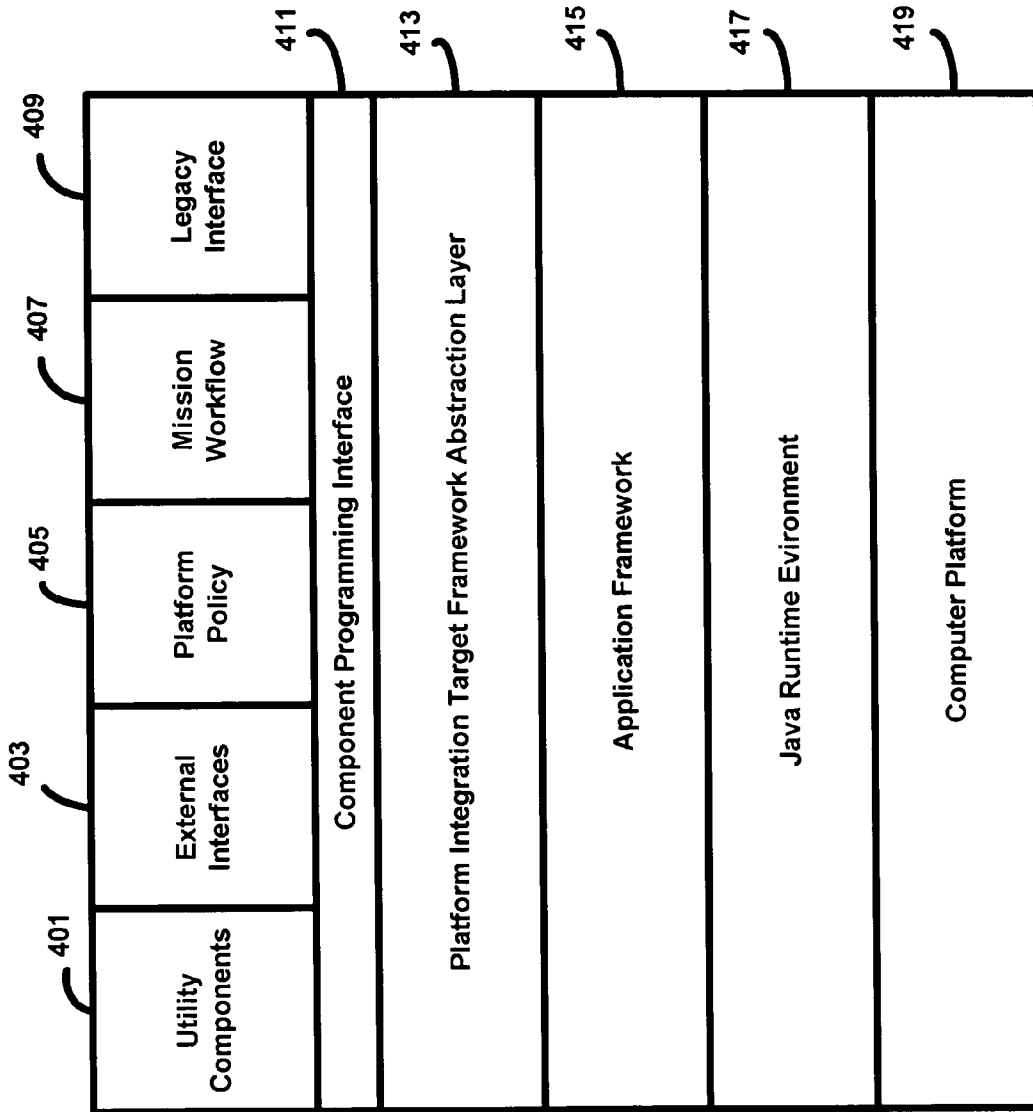 401
403
405
407
409
Utility
Components
External
Interfaces
Platform
Policy
Mission
Workflow
Legacy
Interface
Component Programming Interface
411
Platform Integration Target Framework Abstraction Layer
413
Application Framework
415
Java Runtime Evironment
417
Computer Platform
419